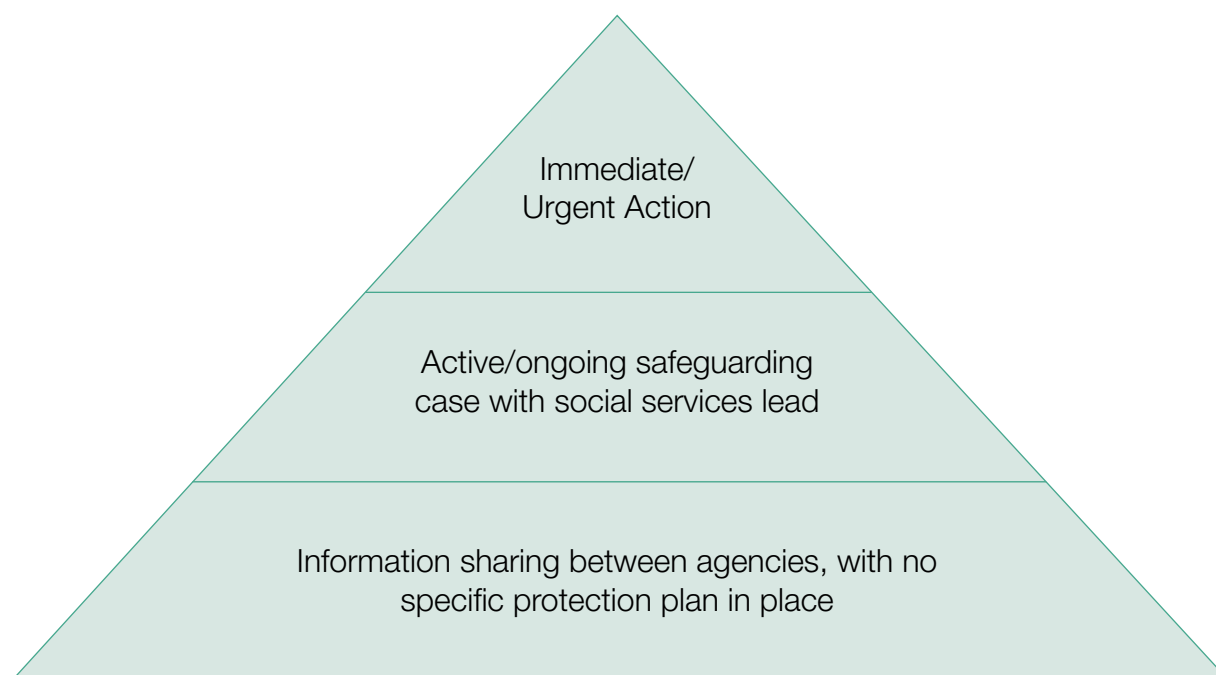 Immediate/
Urgent Action
Active/ongoing safeguarding
case with social services lead
Information sharing between agencies, with no
specific protection plan in place